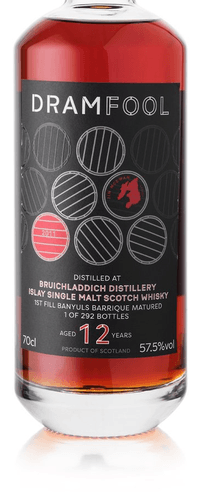 DRAMFOOL
DISTILLED AT
BRUICHLADDICH DISTILLERY
ISLAY SINGLE MALT SCOTCH WHISKY
1ST FILL BANYULS BARRIQUE MATURED
1 OF 292 BOTTLES
AGED 12 YEARS
70cl
PRODUCT OF SCOTLAND
57.5%vol